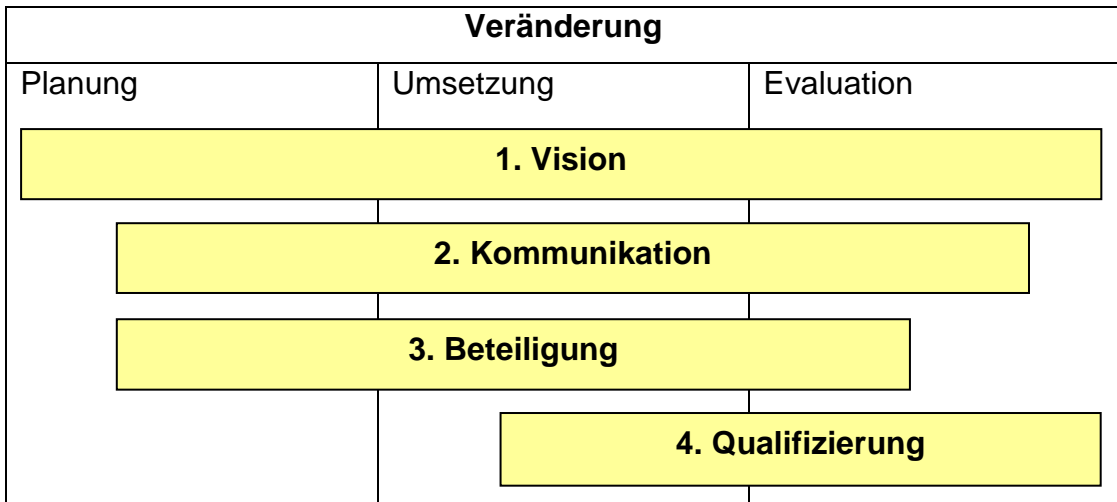 Veränderung
Planung Umsetzung Evaluation
1. Vision
2. Kommunikation
3. Beteiligung
4. Qualifizierung